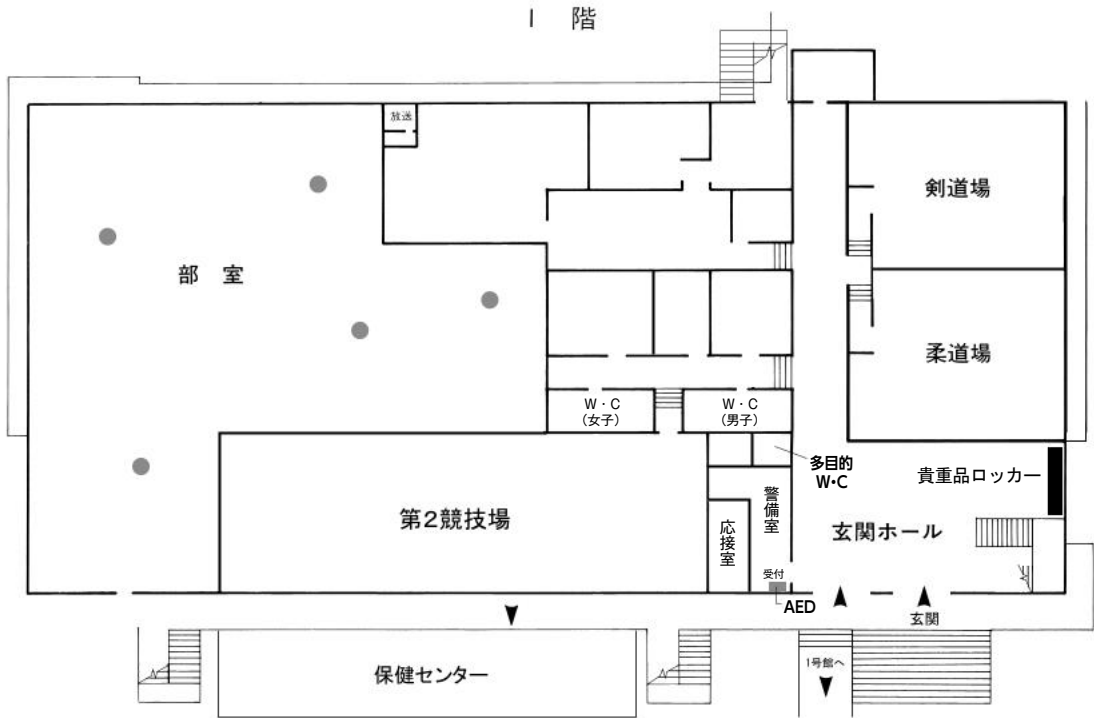 1 階
放送
剣道場
部 室
柔道場
W・C
(女子)
W・C
(男子)
多目的
W・C
貴重品ロッカー
警備室
第2競技場
応接室
玄関ホール
受付
AED
玄関
1号館へ
保健センター